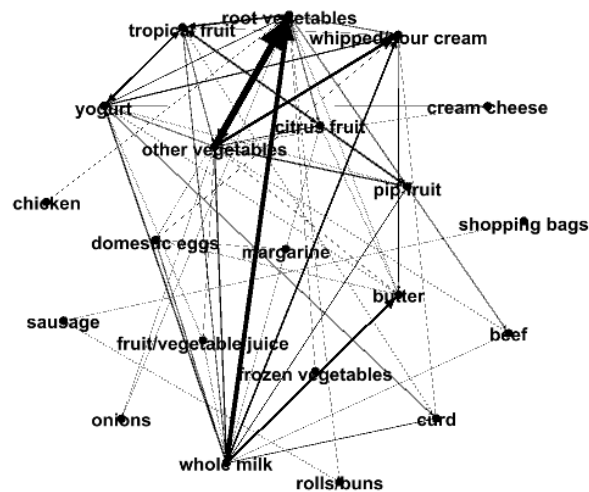 root vegetables
tropical fruit
whipped/sour cream
yogurt
cream cheese
citrus fruit
other vegetables
pip fruit
chicken
shopping bags
domestic eggs
margarine
butter
sausage
beef
fruit/vegetable juice
frozen vegetables
onions
curd
whole milk
rolls/buns